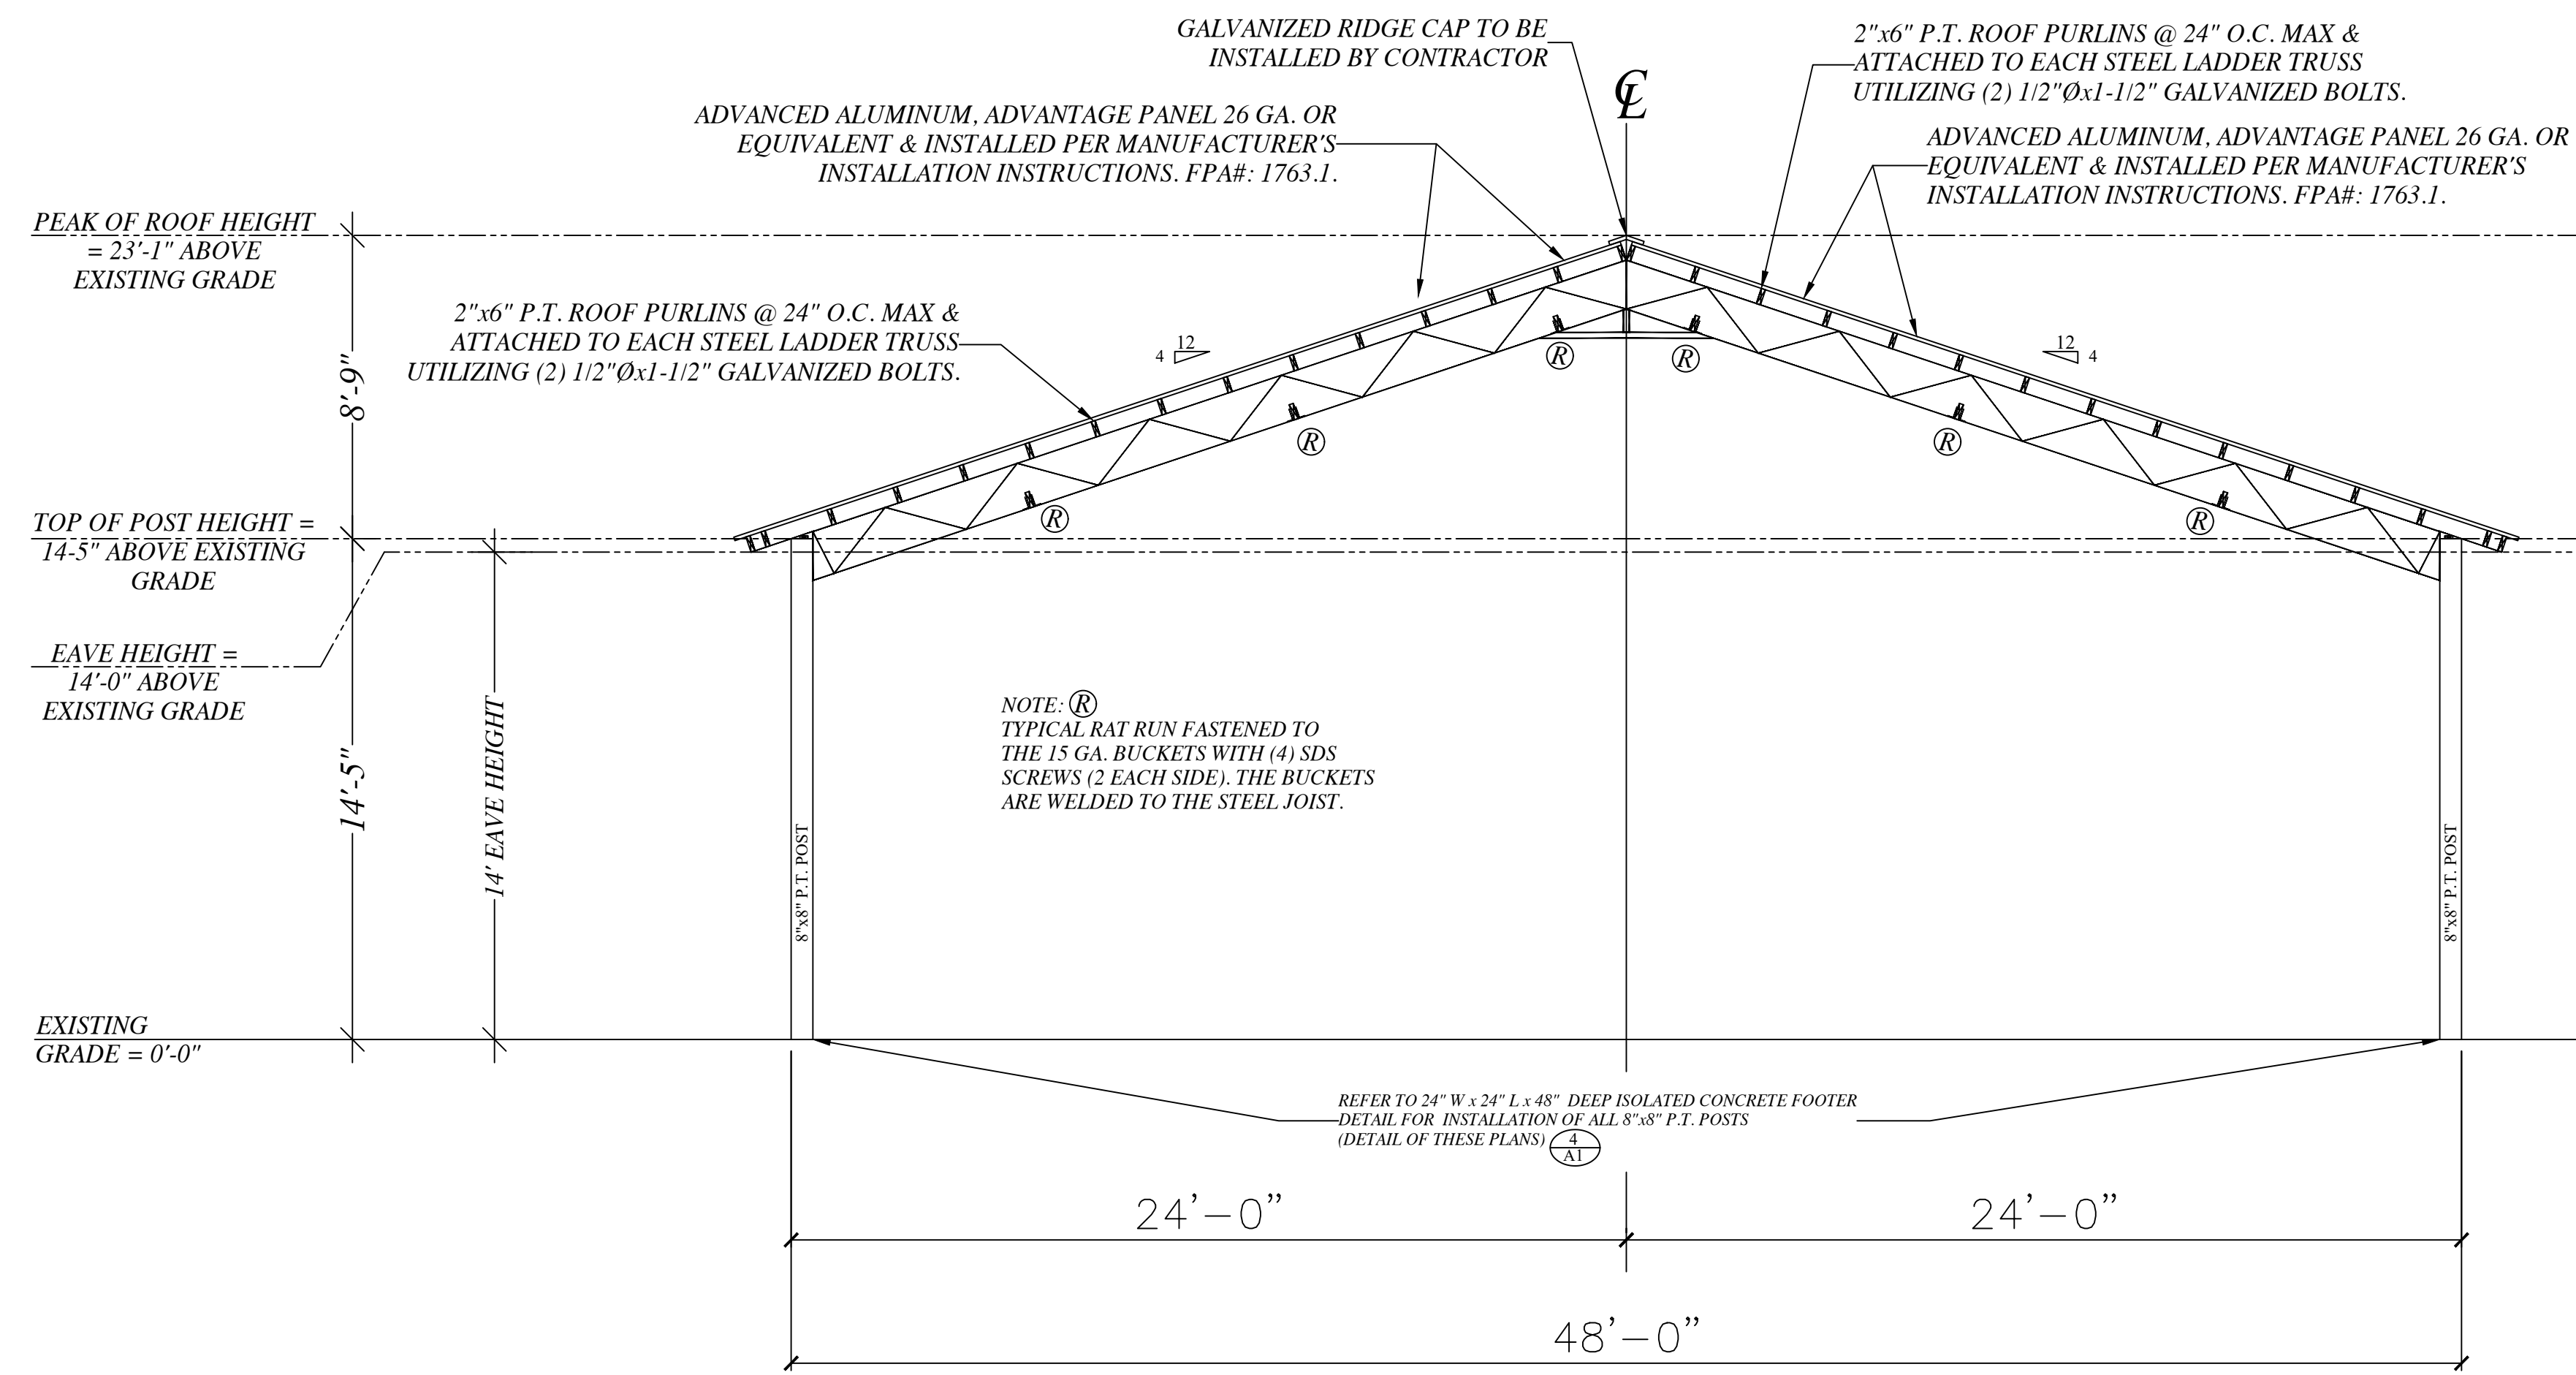 GALVANIZED RIDGE CAP TO BE
INSTALLED BY CONTRACTOR
℄
2"x6" P.T. ROOF PURLINS @ 24" O.C. MAX &
ATTACHED TO EACH STEEL LADDER TRUSS
UTILIZING (2) 1/2"Øx1-1/2" GALVANIZED BOLTS.
ADVANCED ALUMINUM, ADVANTAGE PANEL 26 GA. OR
EQUIVALENT & INSTALLED PER MANUFACTURER'S
INSTALLATION INSTRUCTIONS. FPA#: 1763.1.
ADVANCED ALUMINUM, ADVANTAGE PANEL 26 GA. OR
EQUIVALENT & INSTALLED PER MANUFACTURER'S
INSTALLATION INSTRUCTIONS. FPA#: 1763.1.
PEAK OF ROOF HEIGHT
= 23'-1" ABOVE
EXISTING GRADE
2"x6" P.T. ROOF PURLINS @ 24" O.C. MAX &
ATTACHED TO EACH STEEL LADDER TRUSS
UTILIZING (2) 1/2"Øx1-1/2" GALVANIZED BOLTS.
8'-9"
12
4
12
4
R
R
R
R
R
R
TOP OF POST HEIGHT =
14-5" ABOVE EXISTING
GRADE
EAVE HEIGHT =
14'-0" ABOVE
EXISTING GRADE
14'-5"
14' EAVE HEIGHT
NOTE: R
TYPICAL RAT RUN FASTENED TO
THE 15 GA. BUCKETS WITH (4) SDS
SCREWS (2 EACH SIDE). THE BUCKETS
ARE WELDED TO THE STEEL JOIST.
8"x8" P.T. POST
8"x8" P.T. POST
EXISTING
GRADE = 0'-0"
REFER TO 24" W x 24" L x 48" DEEP ISOLATED CONCRETE FOOTER
DETAIL FOR INSTALLATION OF ALL 8"x8" P.T. POSTS
(DETAIL OF THESE PLANS)
4
A1
24'-0"
24'-0"
48'-0"